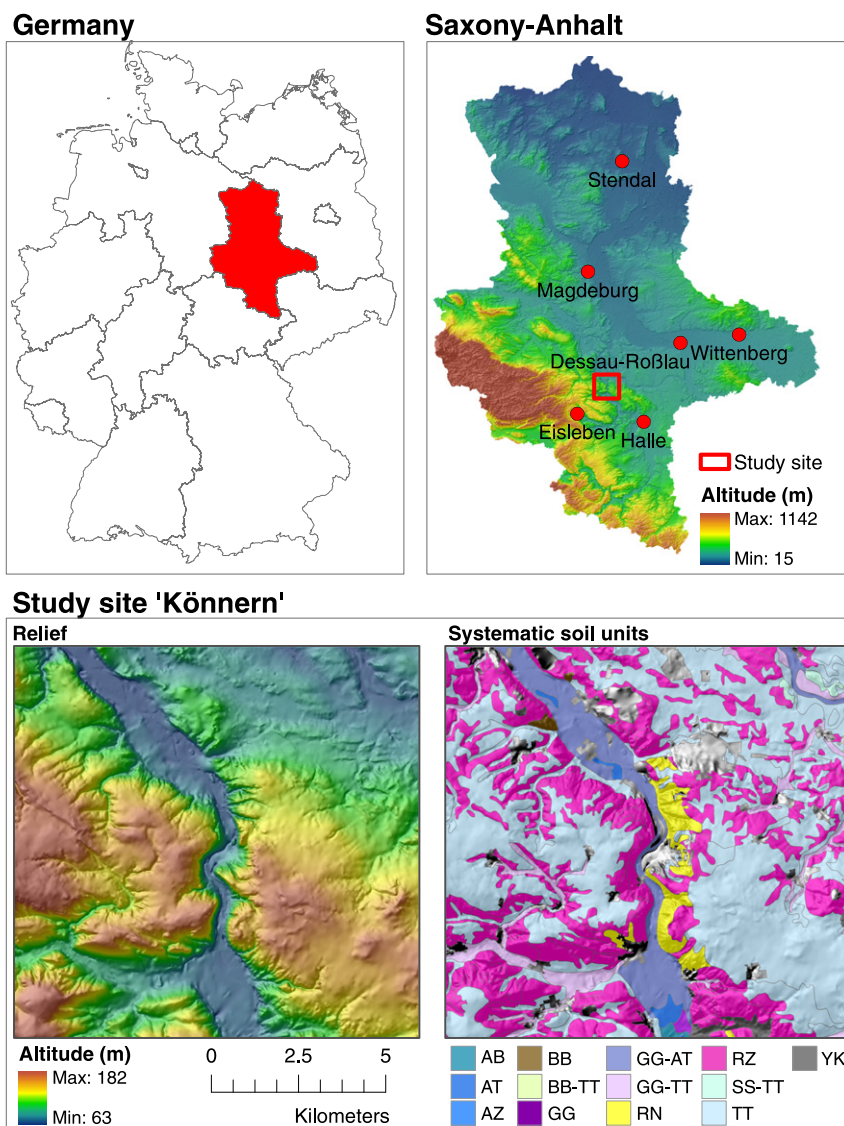 Germany
Saxony-Anhalt
Stendal
Magdeburg
Dessau-Roßlau
Wittenberg
Eisleben
Halle
Study site
Altitude (m)
Max: 1142
Min: 15
Study site 'Könnern'
Relief
Systematic soil units
Altitude (m)
Max: 182
Min: 63
0 2.5 5
Kilometers
AB BB GG-AT RZ YK
AT BB-TT GG-TT SS-TT
AZ GG RN TT